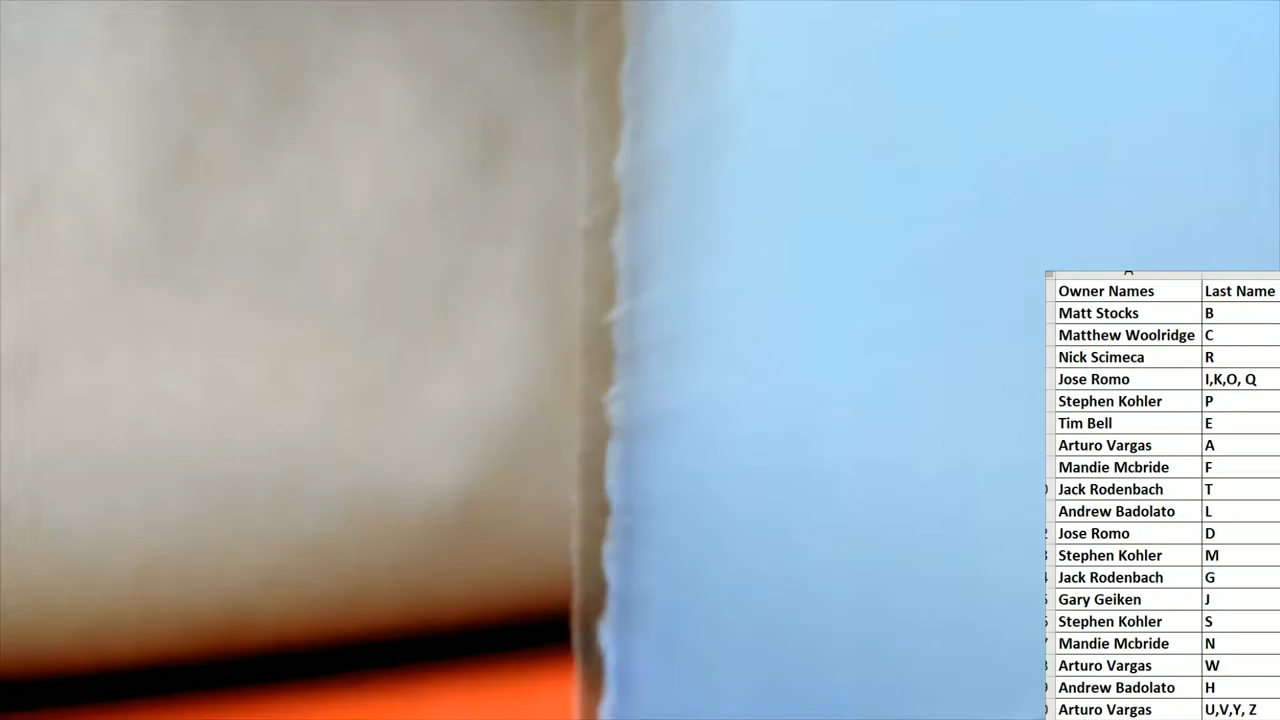 Owner Names Last Name
Matt Stocks B
Matthew Woolridge C
Nick Scimeca R
Jose Romo I,K,O, Q
Stephen Kohler P
Tim Bell E
Arturo Vargas A
Mandie Mcbride F
Jack Rodenbach T
Andrew Badolato L
Jose Romo D
Stephen Kohler M
Jack Rodenbach G
Gary Geiken J
Stephen Kohler S
Mandie Mcbride N
Arturo Vargas W
Andrew Badolato H
Arturo Vargas U,V,Y, Z